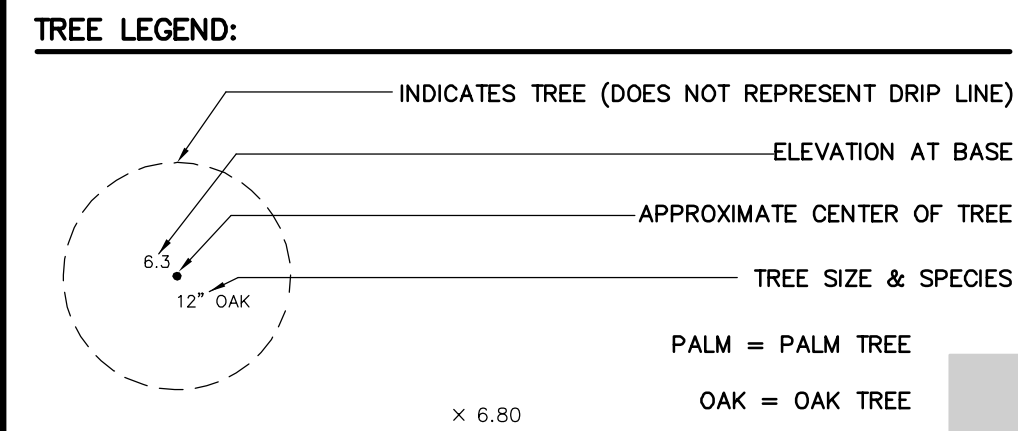 TREE LEGEND:
INDICATES TREE (DOES NOT REPRESENT DRIP LINE)
ELEVATION AT BASE
APPROXIMATE CENTER OF TREE
6.3
TREE SIZE & SPECIES
12" OAK
PALM = PALM TREE
OAK = OAK TREE
× 6.80